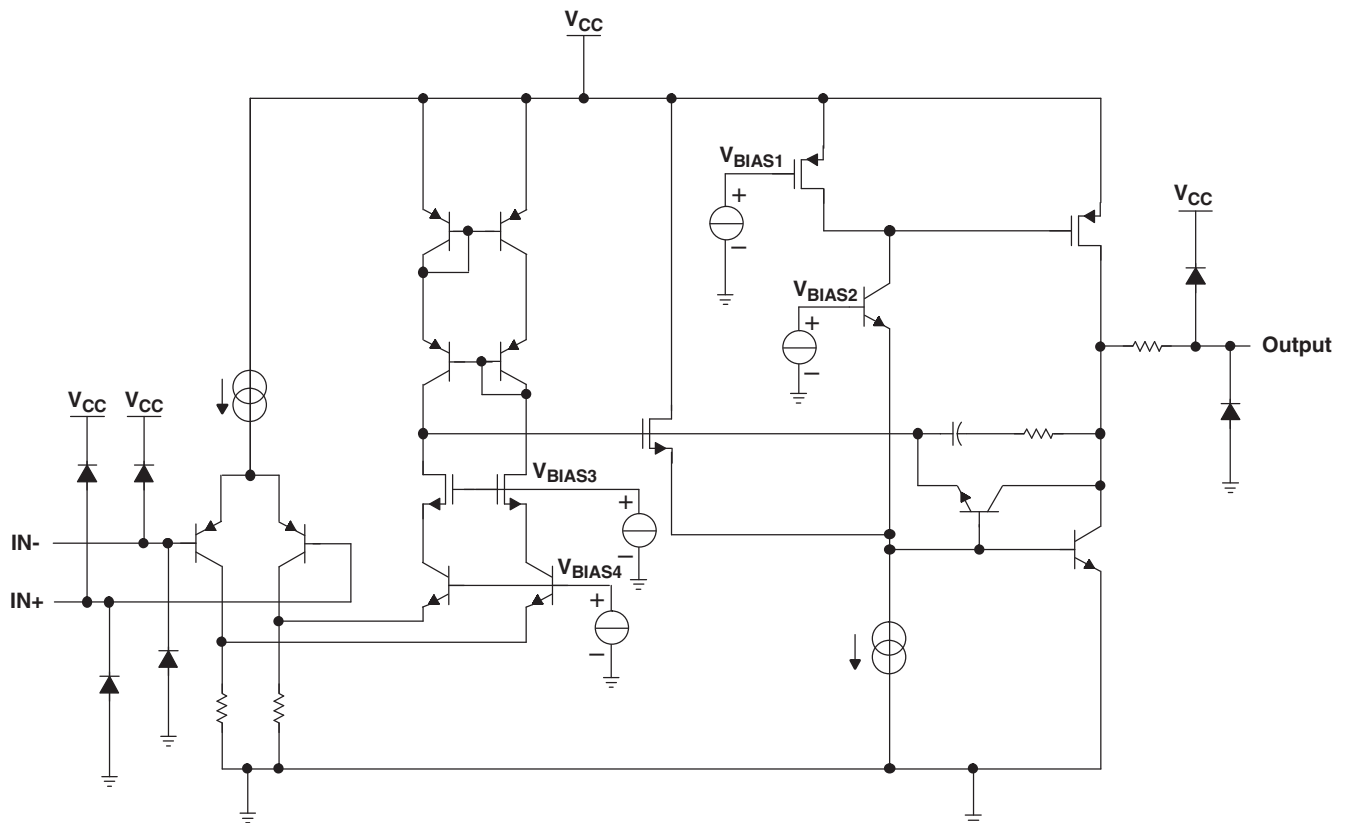 VCC
VBIAS1
VCC
VBIAS2
Output
VCC
VCC
VBIAS3
IN-
VBIAS4
IN+